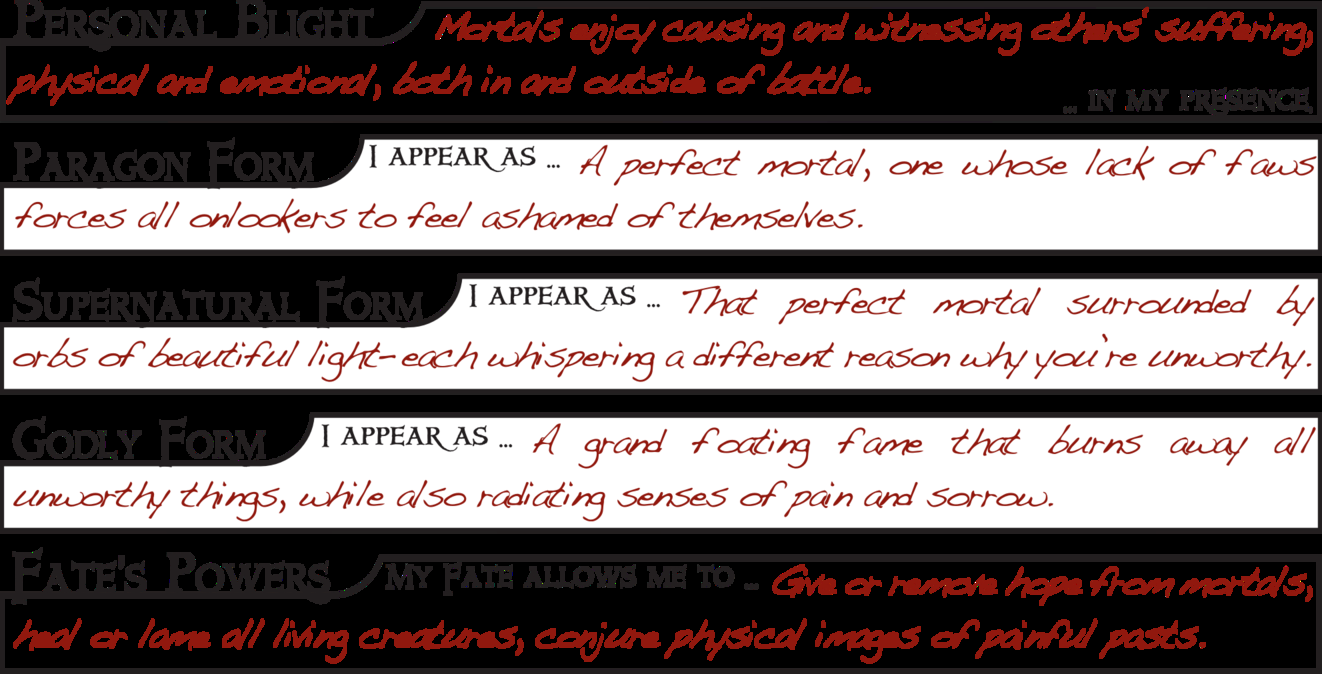 Personal Blight Mortals enjoy causing and witnessing others' suffering,
physical and emotional, both in and outside of battle.
... in my presence.
Paragon Form I appear as ... A perfect mortal, one whose lack of faws
forces all onlookers to feel ashamed of themselves.
Supernatural Form I appear as ... That perfect mortal surrounded by
orbs of beautiful light-each whispering a different reason why you're unworthy.
Godly Form I appear as ... A grand foating fame that burns away all
unworthy things, while also radiating senses of pain and sorrow.
Fate's Powers My Fate allows me to ... Give or remove hope from mortals,
heal or lame all living creatures, conjure physical images of painful pasts.